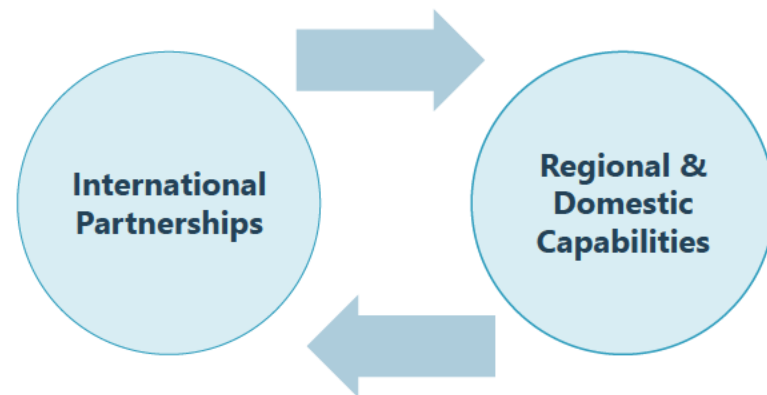 International
Partnerships
Regional &
Domestic
Capabilities